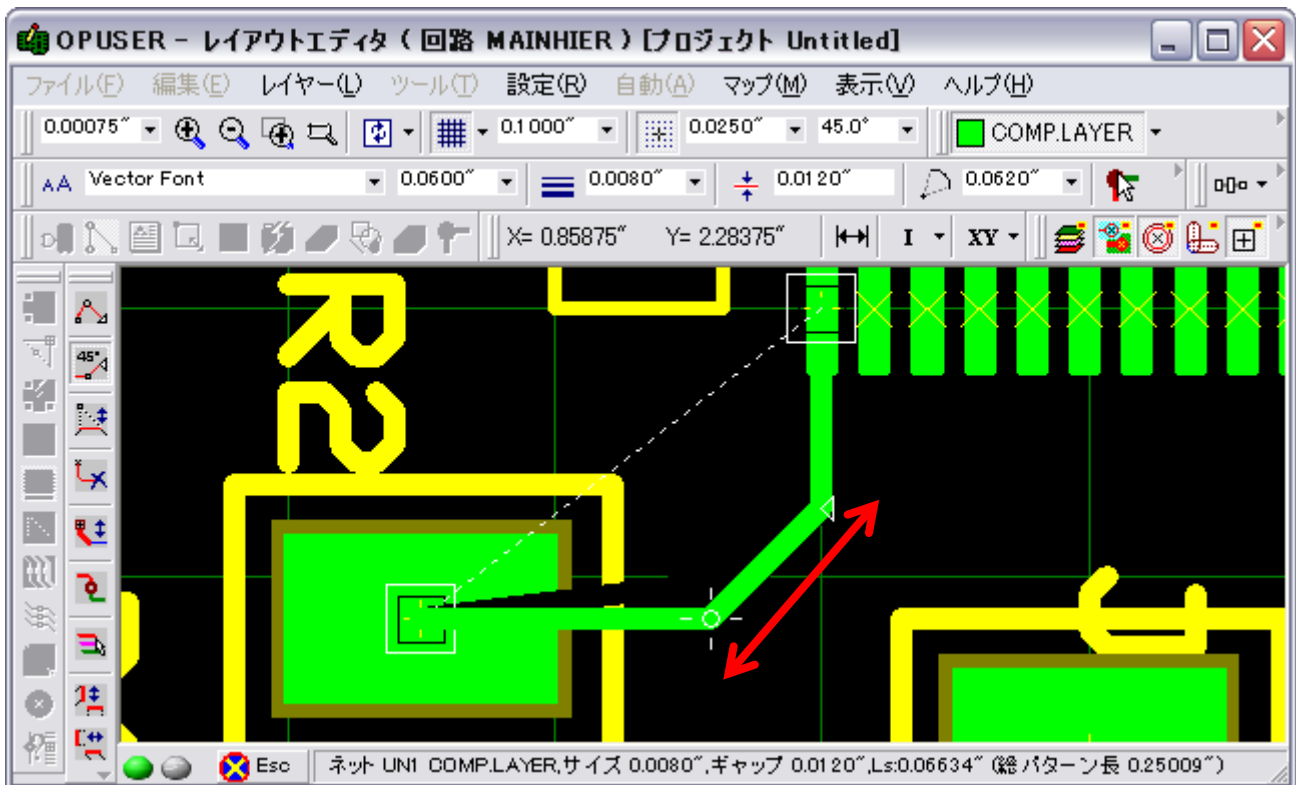 OPUSER - レイアウトエディタ ( 回路 MAINHIER ) [プロジェクト Untitled]
ファイル(F) 編集(E) レイヤー(L) ツール(T) 設定(R) 自動(A) マップ(M) 表示(V) ヘルプ(H)
0.00075" 0.1000" 0.0250" 45.0° COMP.LAYER
AA Vector Font 0.0600" 0.0080" 0.0120" 0.0620"
X= 0.85875" Y= 2.28375" I XY
45°
R2
Esc ネット UN1 COMP.LAYER,サイズ 0.0080",ギャップ 0.0120",Ls:0.06634" (総パターン長 0.25009")